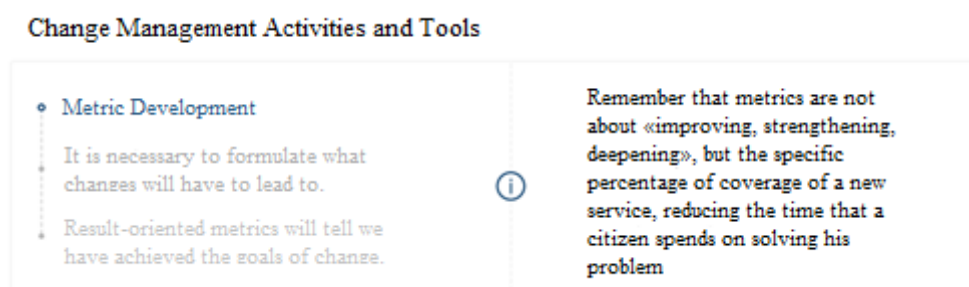 Change Management Activities and Tools
Metric Development
It is necessary to formulate what
changes will have to lead to.
Result-oriented metrics will tell we
have achieved the goals of change.
Remember that metrics are not
about «improving, strengthening,
deepening», but the specific
percentage of coverage of a new
service, reducing the time that a
citizen spends on solving his
problem